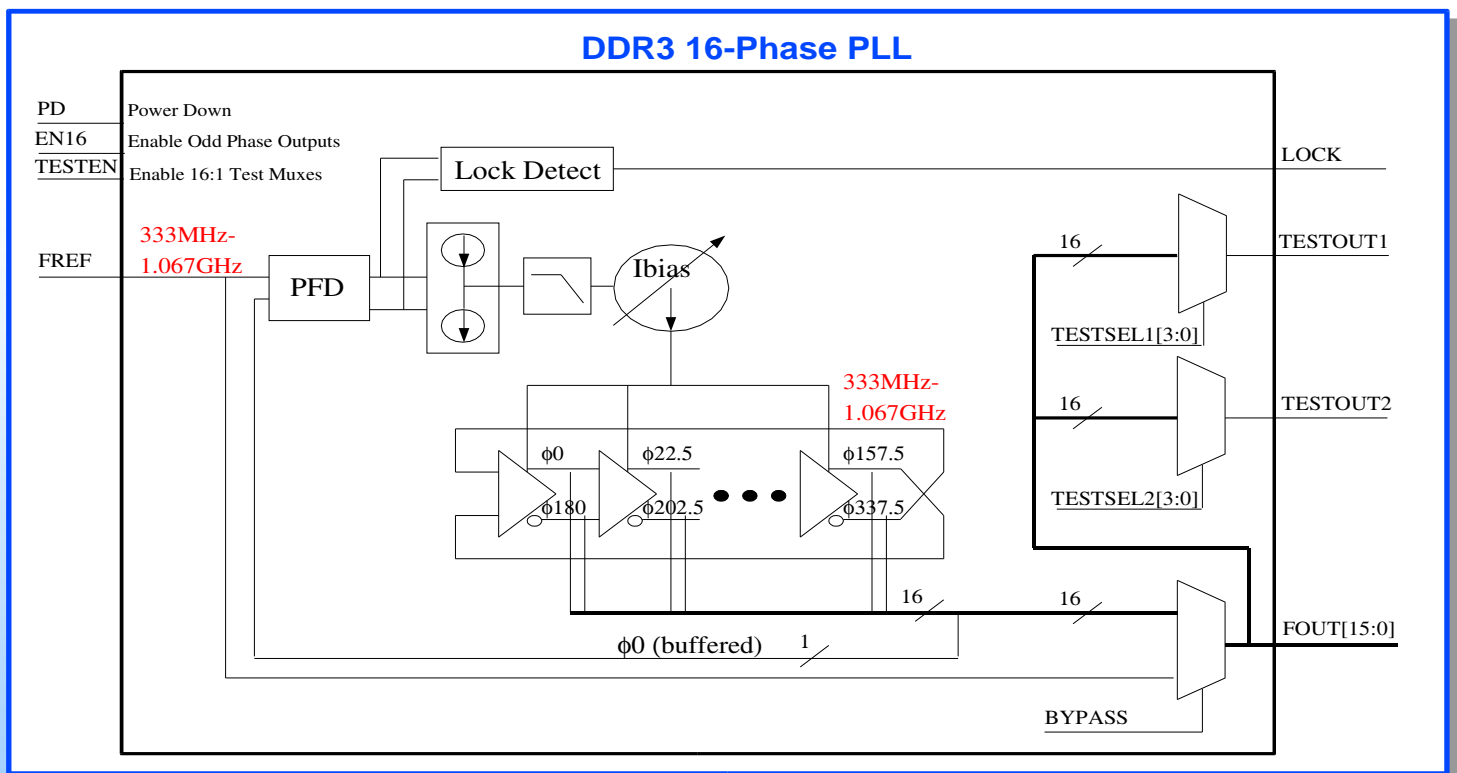 DDR3 16-Phase PLL
PD
Power Down
EN16
Enable Odd Phase Outputs
TESTEN
Enable 16:1 Test Muxes
LOCK
Lock Detect
333MHz-
1.067GHz
FREF
PFD
Ibias
16
TESTOUT1
TESTSEL1[3:0]
333MHz-
1.067GHz
16
TESTOUT2
TESTSEL2[3:0]
ϕ0
ϕ22.5
ϕ157.5
ϕ180
ϕ202.5
ϕ337.5
16
16
ϕ0 (buffered)
1
FOUT[15:0]
BYPASS